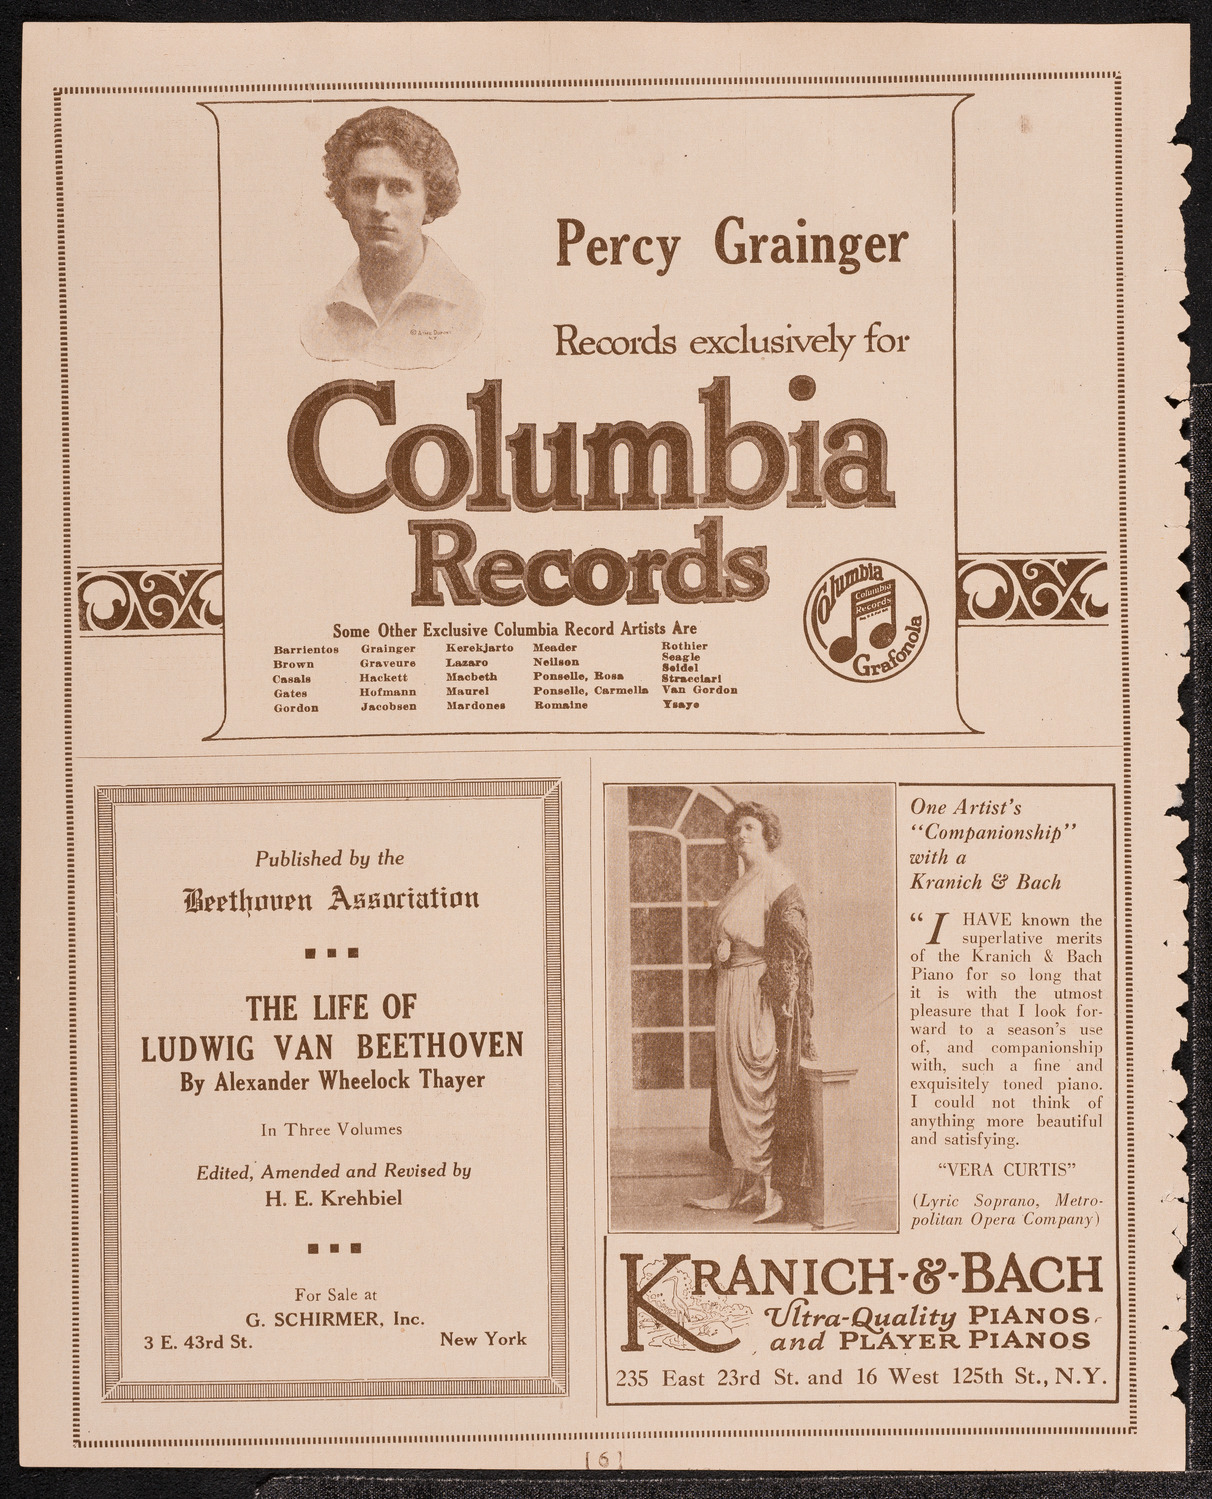 © Aimé Dupont
N.Y.
Percy Grainger
Records exclusively for
Columbia
Records
Columbia
Columbia
Records
Grafonola
Some Other Exclusive Columbia Record Artists Are
Barrientos Grainger Kerekjarto Meader Rothier
Brown Graveure Lazaro Neilson Seagle
Casals Hackett Macbeth Ponselle, Rosa Seidel
Gates Hofmann Maurel Ponselle, Carmella Stracciari
Gordon Jacobsen Mardones Romaine Van Gordon
Ysaye
Published by the
Beethoven Association
THE LIFE OF
LUDWIG VAN BEETHOVEN
By Alexander Wheelock Thayer
In Three Volumes
Edited, Amended and Revised by
H. E. Krehbiel
For Sale at
G. SCHIRMER, Inc.
3 E. 43rd St. New York
One Artist's
"Companionship"
with a
Kranich & Bach
"I HAVE known the
superlative merits
of the Kranich & Bach
Piano for so long that
it is with the utmost
pleasure that I look for-
ward to a season's use
of, and companionship
with, such a fine and
exquisitely toned piano.
I could not think of
anything more beautiful
and satisfying.
"VERA CURTIS"
(Lyric Soprano, Metro-
politan Opera Company)
KRANICH-&-BACH
Ultra-Quality PIANOS
and PLAYER PIANOS
235 East 23rd St. and 16 West 125th St., N.Y.
[ 6 ]